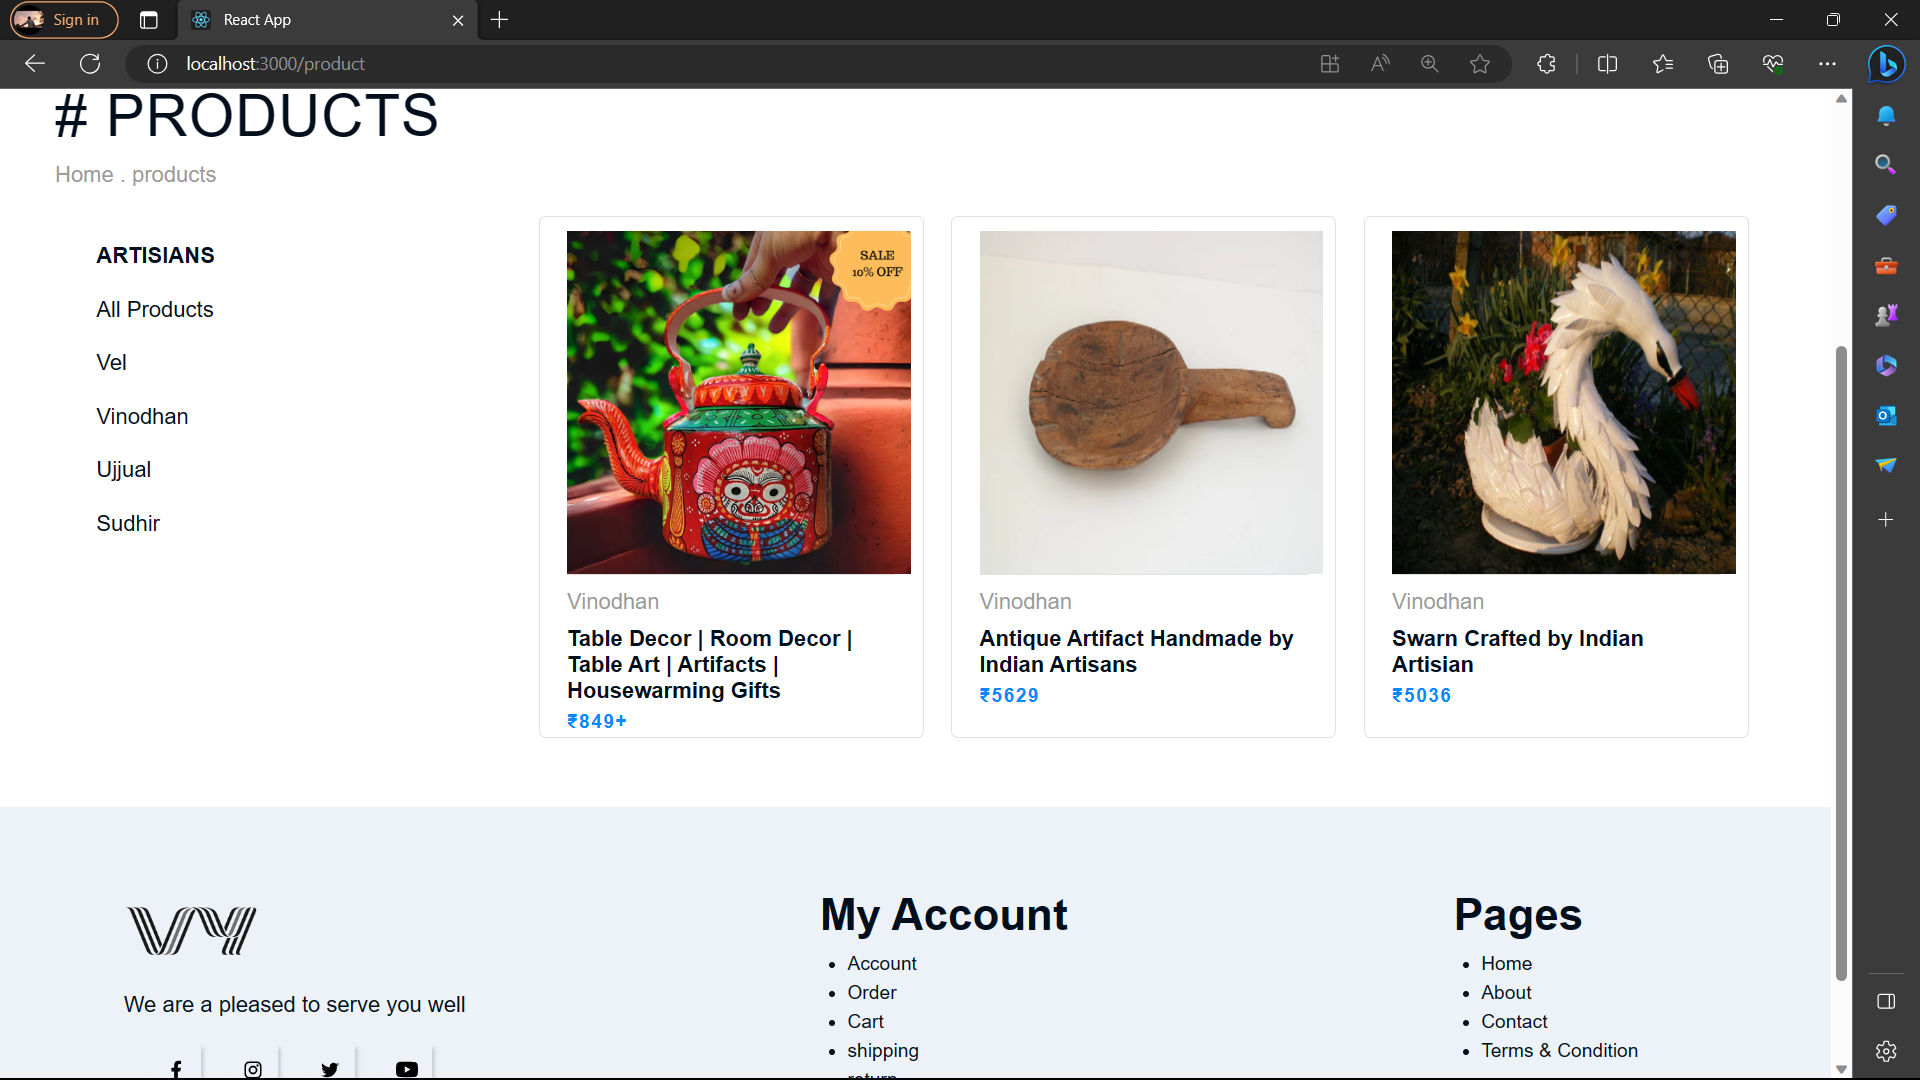 Sign in
React App
localhost:3000/product
# PRODUCTS
Home . products
ARTISIANS
All Products
Vel
Vinodhan
Ujjual
Sudhir
SALE
10% OFF
Vinodhan
Table Decor | Room Decor |
Table Art | Artifacts |
Housewarming Gifts
₹849+
Vinodhan
Antique Artifact Handmade by
Indian Artisans
₹5629
Vinodhan
Swarn Crafted by Indian
Artisian
₹5036
VY
We are a pleased to serve you well
My Account
• Account
• Order
• Cart
• shipping
return
Pages
• Home
• About
• Contact
• Terms & Condition